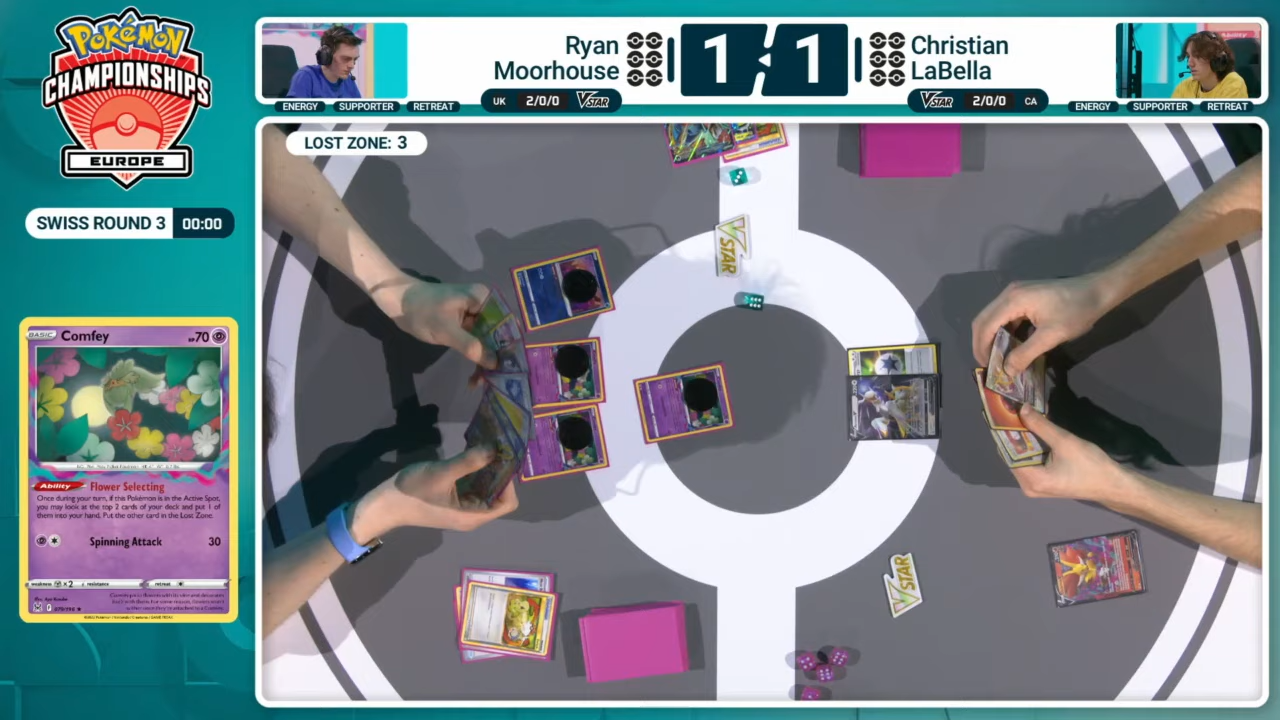 Pokémon
CHAMPIONSHIPS
EUROPE
SWISS ROUND 3 00:00
Ryan
Moorhouse
1 1
Christian
LaBella
UK 2/0/0 VSTAR
VSTAR 2/0/0 CA
ENERGY SUPPORTER RETREAT
ENERGY SUPPORTER RETREAT
LOST ZONE: 3
VSTAR
VSTAR
BASIC Comfey HP70
Ability Flower Selecting
Once during your turn, if this Pokémon is in the Active Spot,
you may look at the top 2 cards of your deck and put 1 of
them into your hand. Put the other card in the Lost Zone.
Spinning Attack 30
weakness ×2 resistance retreat